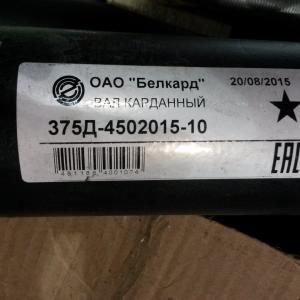 ОАО "Белкард"
20/08/2015
ВАЛ КАРДАННЫЙ
375Д-4502015-10
EAC